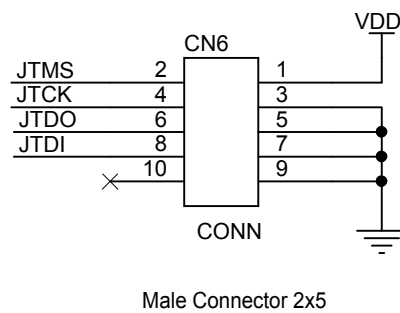 VDD
CN6
JTMS 2 1
JTCK 4 3
JTDO 6 5
JTDI 8 7
10 9
CONN
Male Connector 2x5